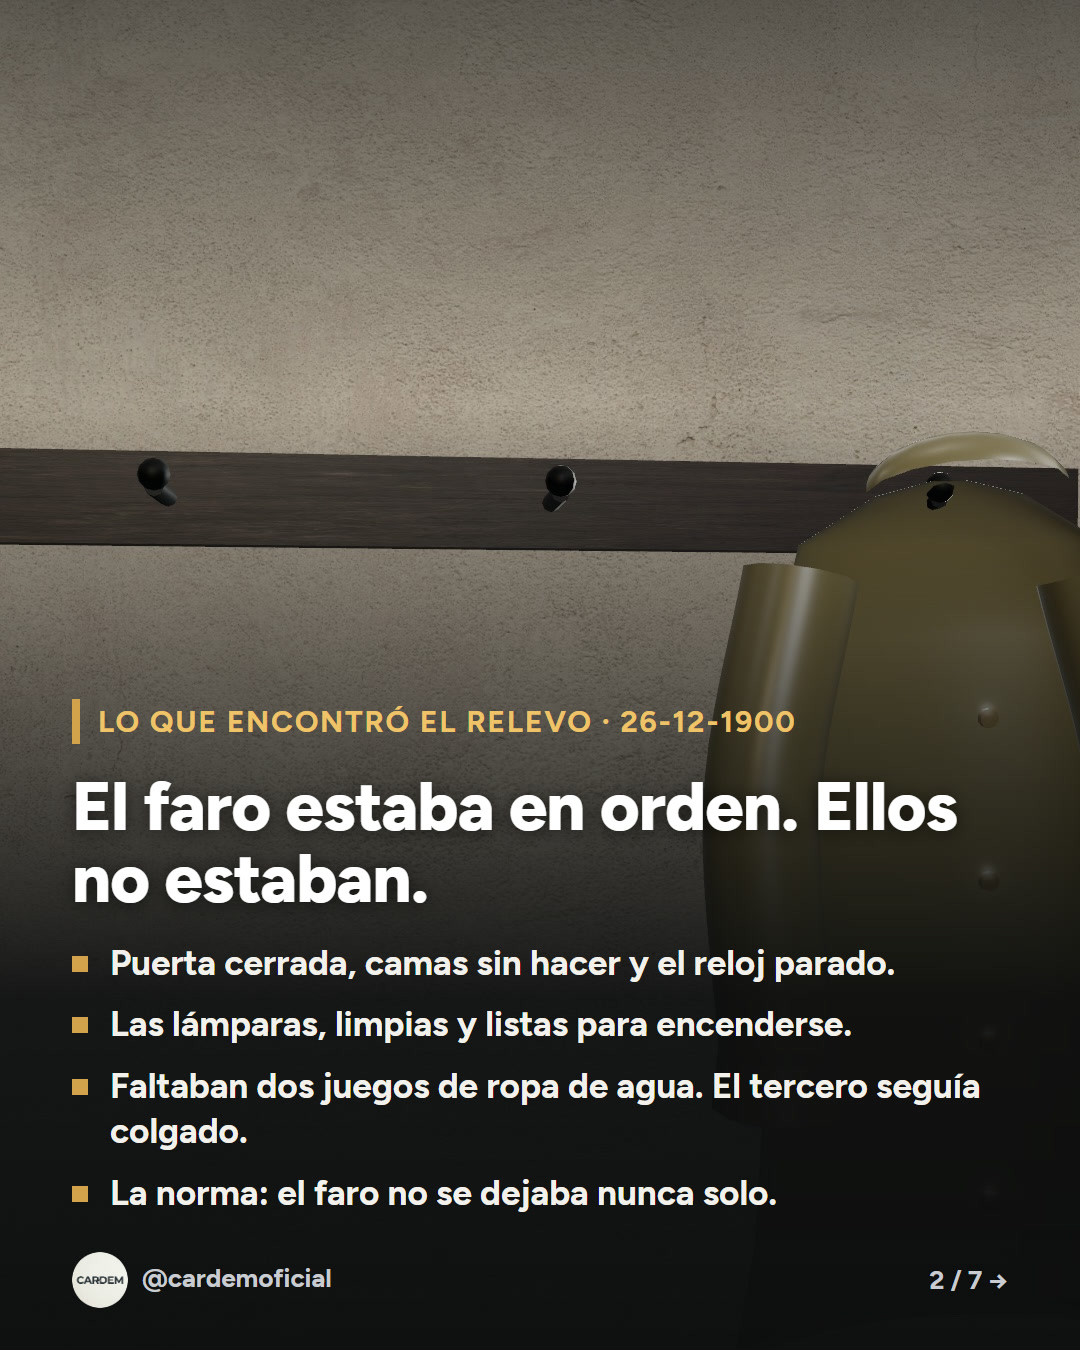 LO QUE ENCONTRÓ EL RELEVO · 26-12-1900
El faro estaba en orden. Ellos
no estaban.
Puerta cerrada, camas sin hacer y el reloj parado.
Las lámparas, limpias y listas para encenderse.
Faltaban dos juegos de ropa de agua. El tercero seguía
colgado.
La norma: el faro no se dejaba nunca solo.
CARDEM @cardemoficial
2 / 7 →